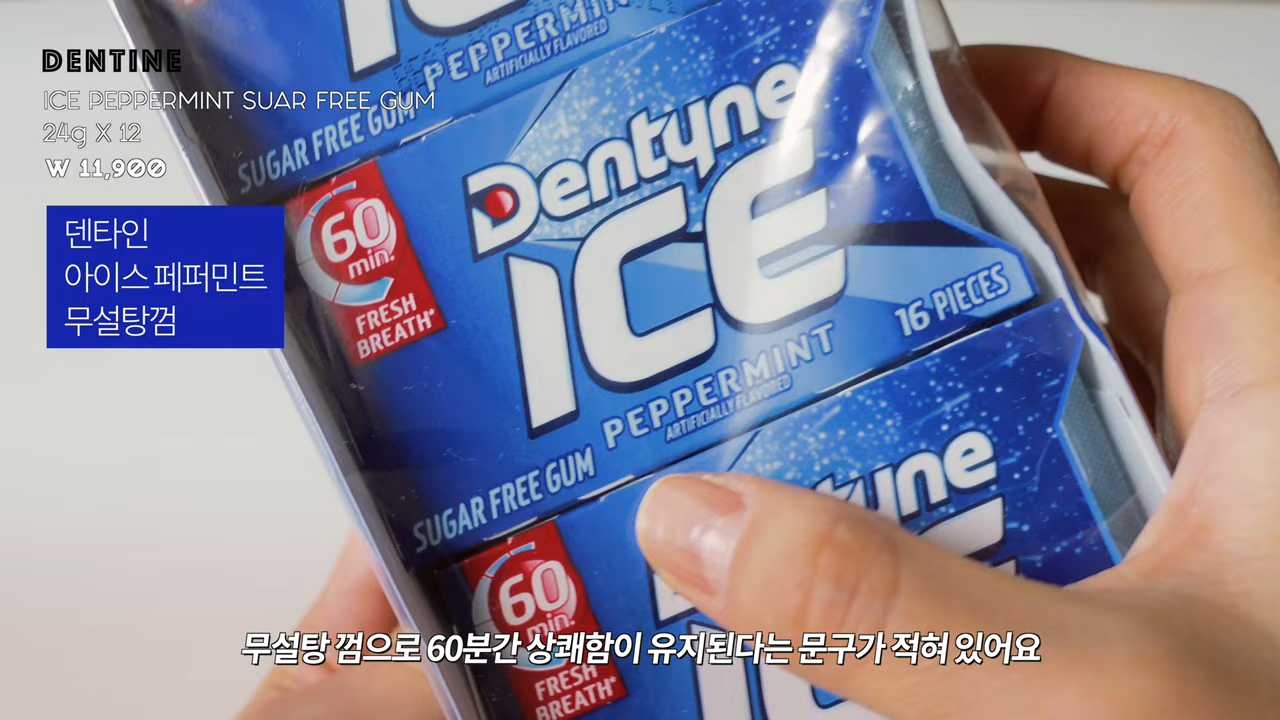 DENTINE
ICE PEPPERMINT SUAR FREE GUM
24g X 12
W 11,900
덴타인
아이스 페퍼민트
무설탕껌
ICE
PEPPERMINT
ARTIFICIALLY FLAVORED
SUGAR FREE GUM
60
min.
FRESH
BREATH*
Dentyne
ICE
16 PIECES
PEPPERMINT
ARTIFICIALLY FLAVORED
SUGAR FREE GUM
60
min.
FRESH
BREATH*
무설탕 껌으로 60분간 상쾌함이 유지된다는 문구가 적혀 있어요